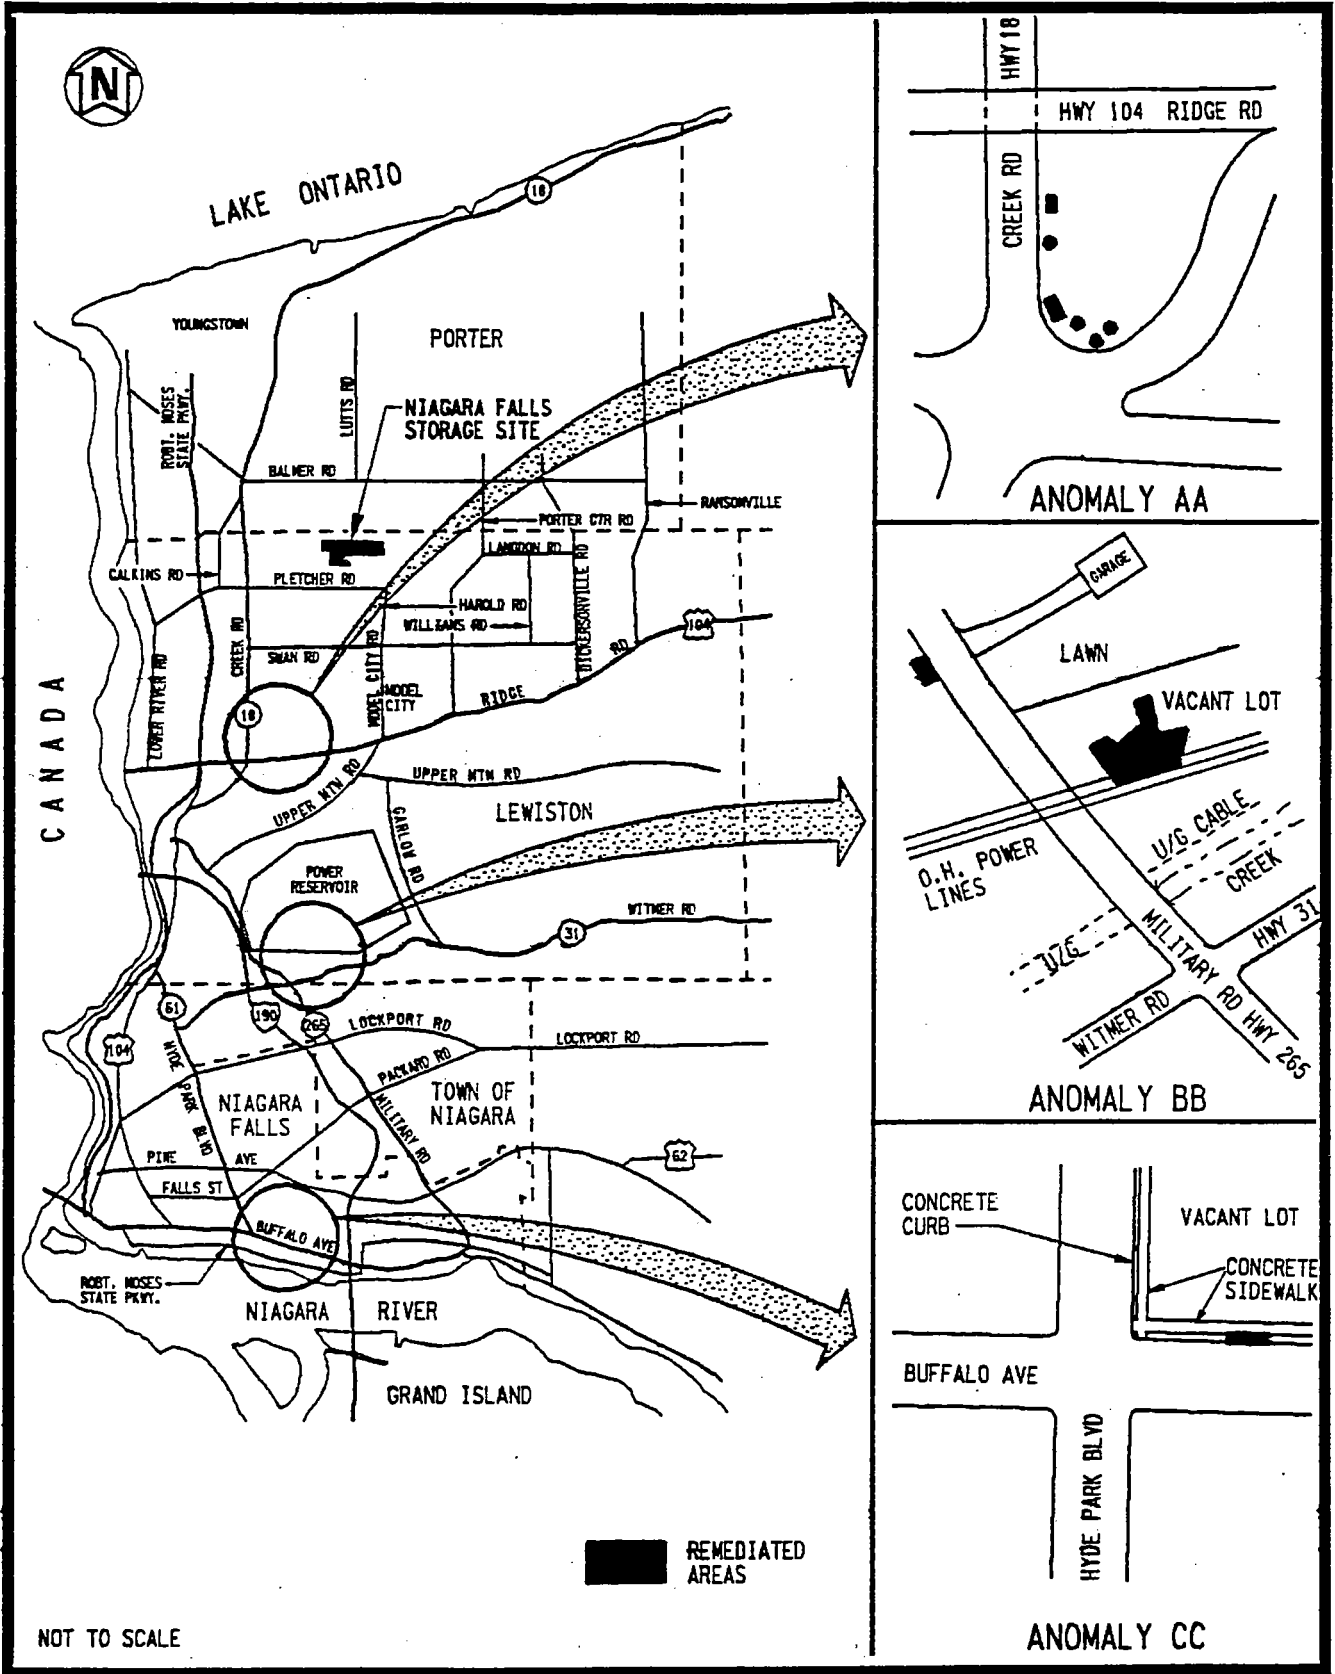 N
LAKE ONTARIO
18
YOUNGSTOWN
PORTER
ROBT. MOSES
STATE PKWY.
LUTTS RD
NIAGARA FALLS
STORAGE SITE
BALMER RD
RANSONVILLE
PORTER CTR RD
LANGDON RD
CALKINS RD
PLETCHER RD
DICKERSONVILLE RD
HAROLD RD
WILLIAMS RD
104
CREEK RD
SWAN RD
MODEL CITY RD
MODEL
CITY
RIDGE RD
LOWER RIVER RD
18
CANADA
UPPER MTN RD
UPPER MTN RD
GARLOW RD
LEWISTON
POWER
RESERVOIR
WITMER RD
31
61
190
265
LOCKPORT RD
LOCKPORT RD
104
HYDE PARK BLVD
PACKARD RD
NIAGARA
FALLS
TOWN OF
NIAGARA
MILITARY RD
PINE AVE
62
FALLS ST
BUFFALO AVE
ROBT. MOSES
STATE PKWY.
NIAGARA RIVER
GRAND ISLAND
REMEDIATED
AREAS
NOT TO SCALE
HWY 18
HWY 104 RIDGE RD
CREEK RD
ANOMALY AA
GARAGE
LAWN
VACANT LOT
U/G CABLE
O.H. POWER
LINES
CREEK
HWY 31
U/G
MILITARY RD HWY 265
WITMER RD
ANOMALY BB
CONCRETE
CURB
VACANT LOT
CONCRETE
SIDEWALK
BUFFALO AVE
HYDE PARK BLVD
ANOMALY CC